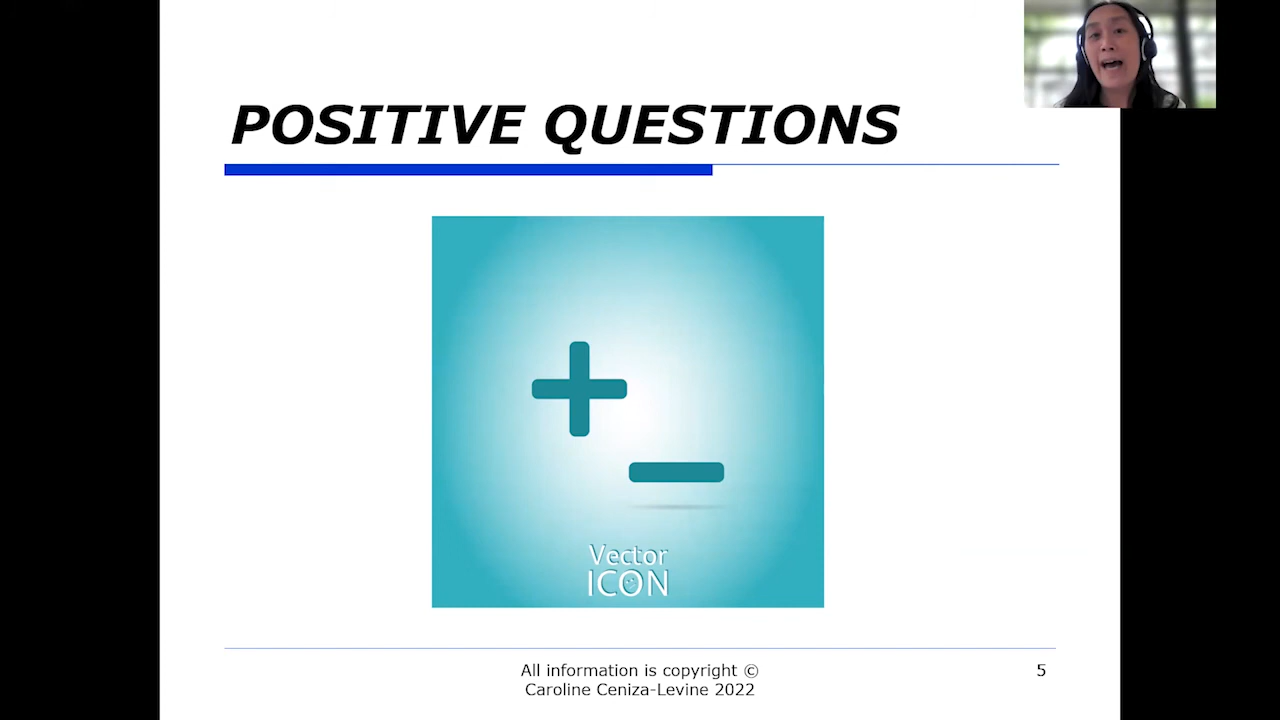 POSITIVE QUESTIONS
Vector
ICON
All information is copyright ©
Caroline Ceniza-Levine 2022
5